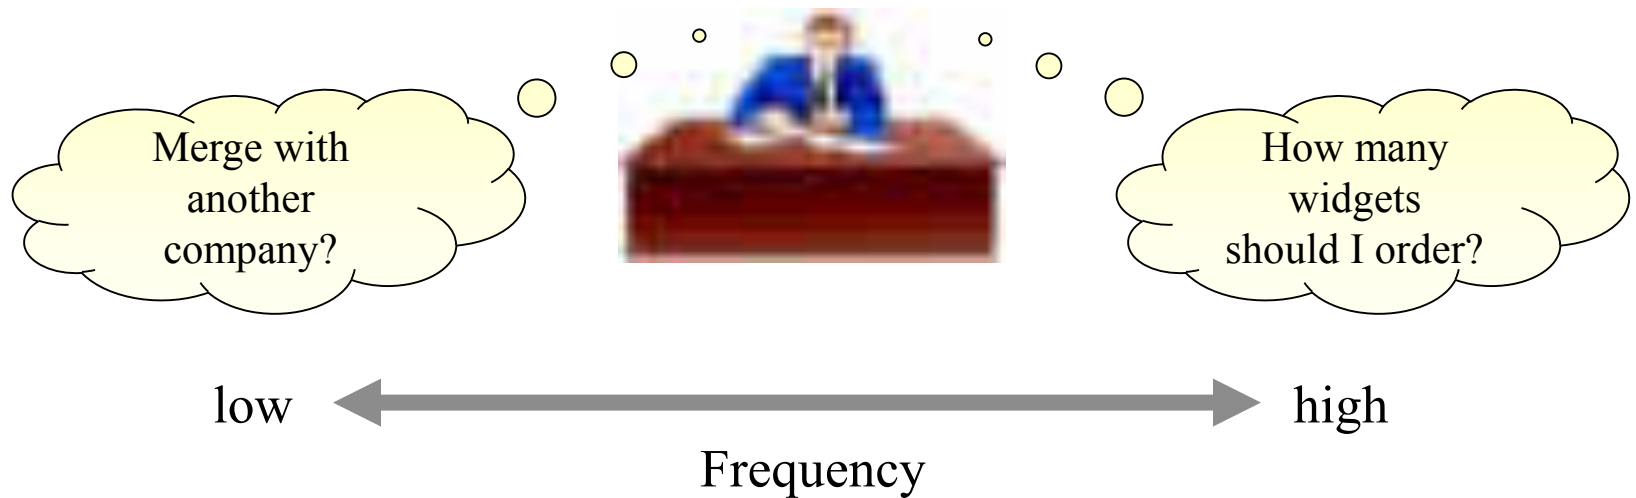 Merge with
another
company?
How many
widgets
should I order?
low
high
Frequency